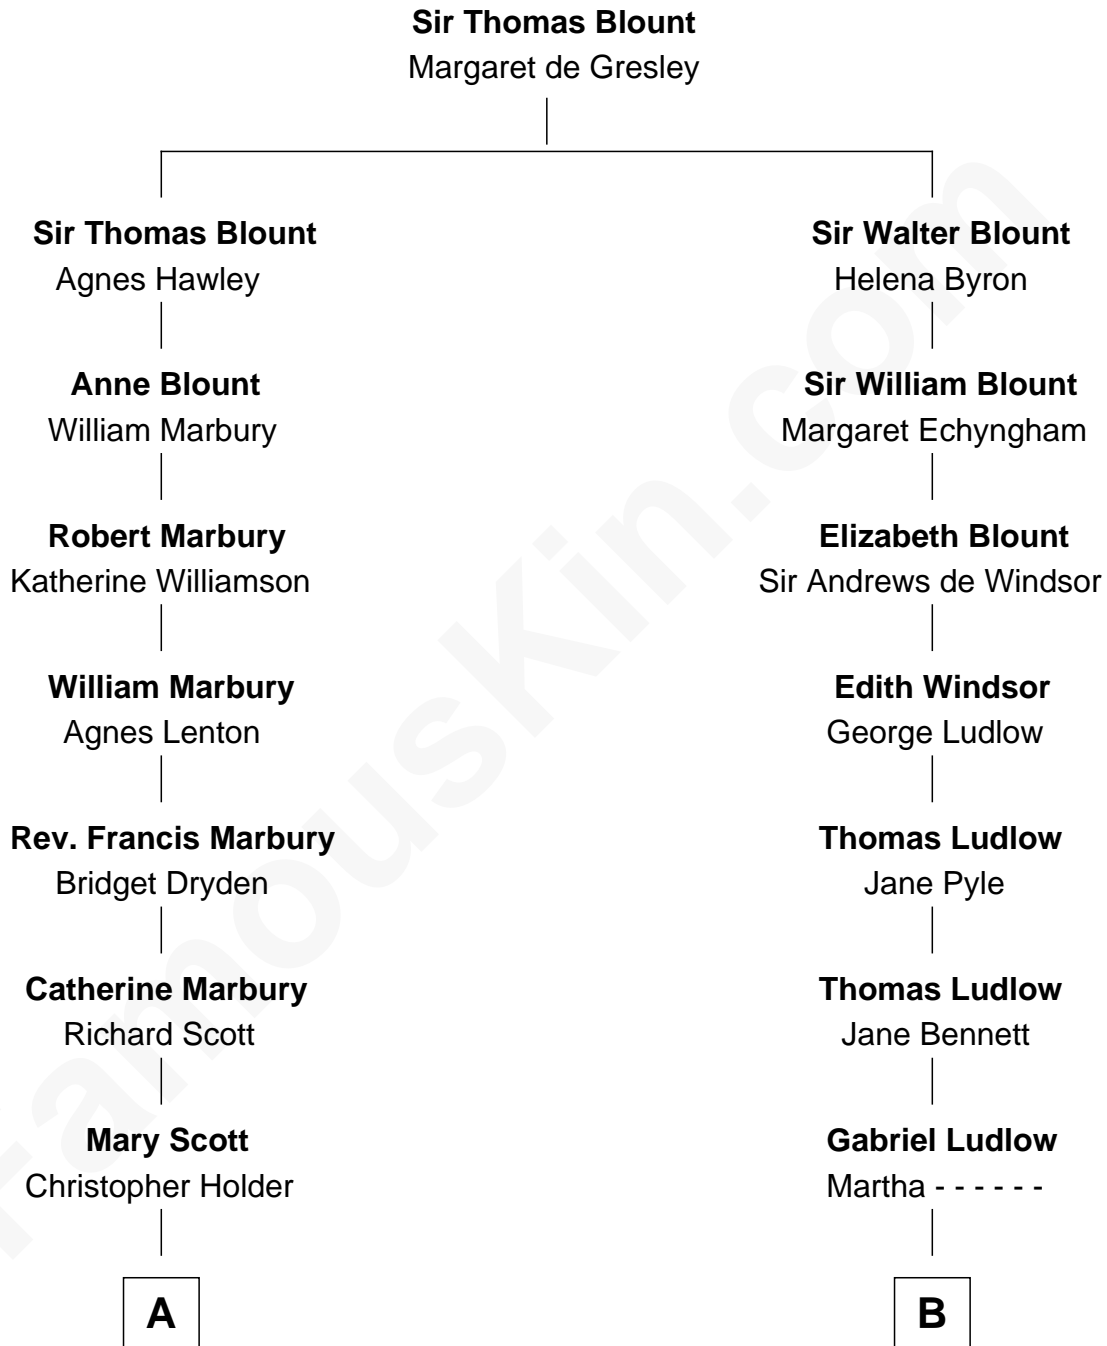 Sir Thomas Blount
Margaret de Gresley
Sir Thomas Blount
Agnes Hawley
Anne Blount
William Marbury
Robert Marbury
Katherine Williamson
William Marbury
Agnes Lenton
Rev. Francis Marbury
Bridget Dryden
Catherine Marbury
Richard Scott
Mary Scott
Christopher Holder
A
Sir Walter Blount
Helena Byron
Sir William Blount
Margaret Echyngham
Elizabeth Blount
Sir Andrews de Windsor
Edith Windsor
George Ludlow
Thomas Ludlow
Jane Pyle
Thomas Ludlow
Jane Bennett
Gabriel Ludlow
Martha - - - - - -
B
FamousKin.com